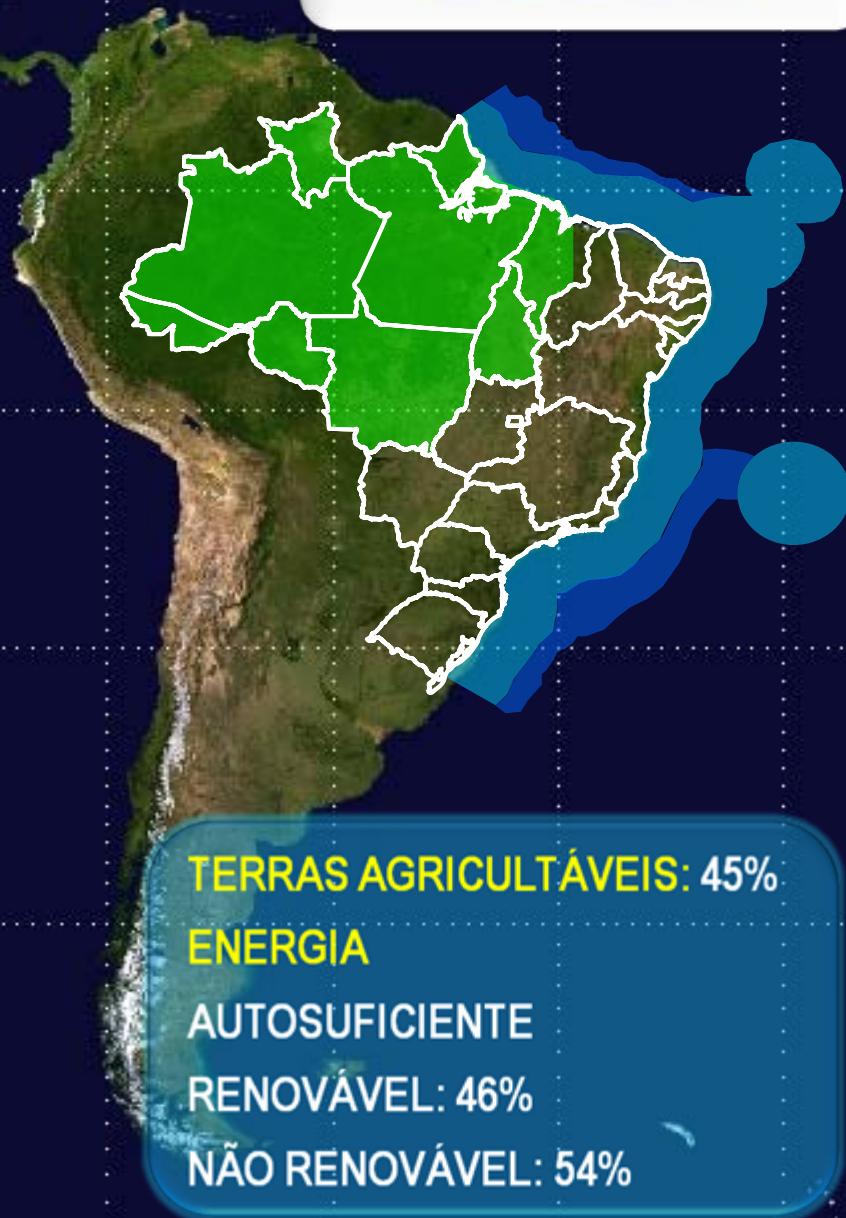 TERRAS AGRICULTÁVEIS: 45%
ENERGIA
AUTOSUFICIENTE
RENOVÁVEL: 46%
NÃO RENOVÁVEL: 54%